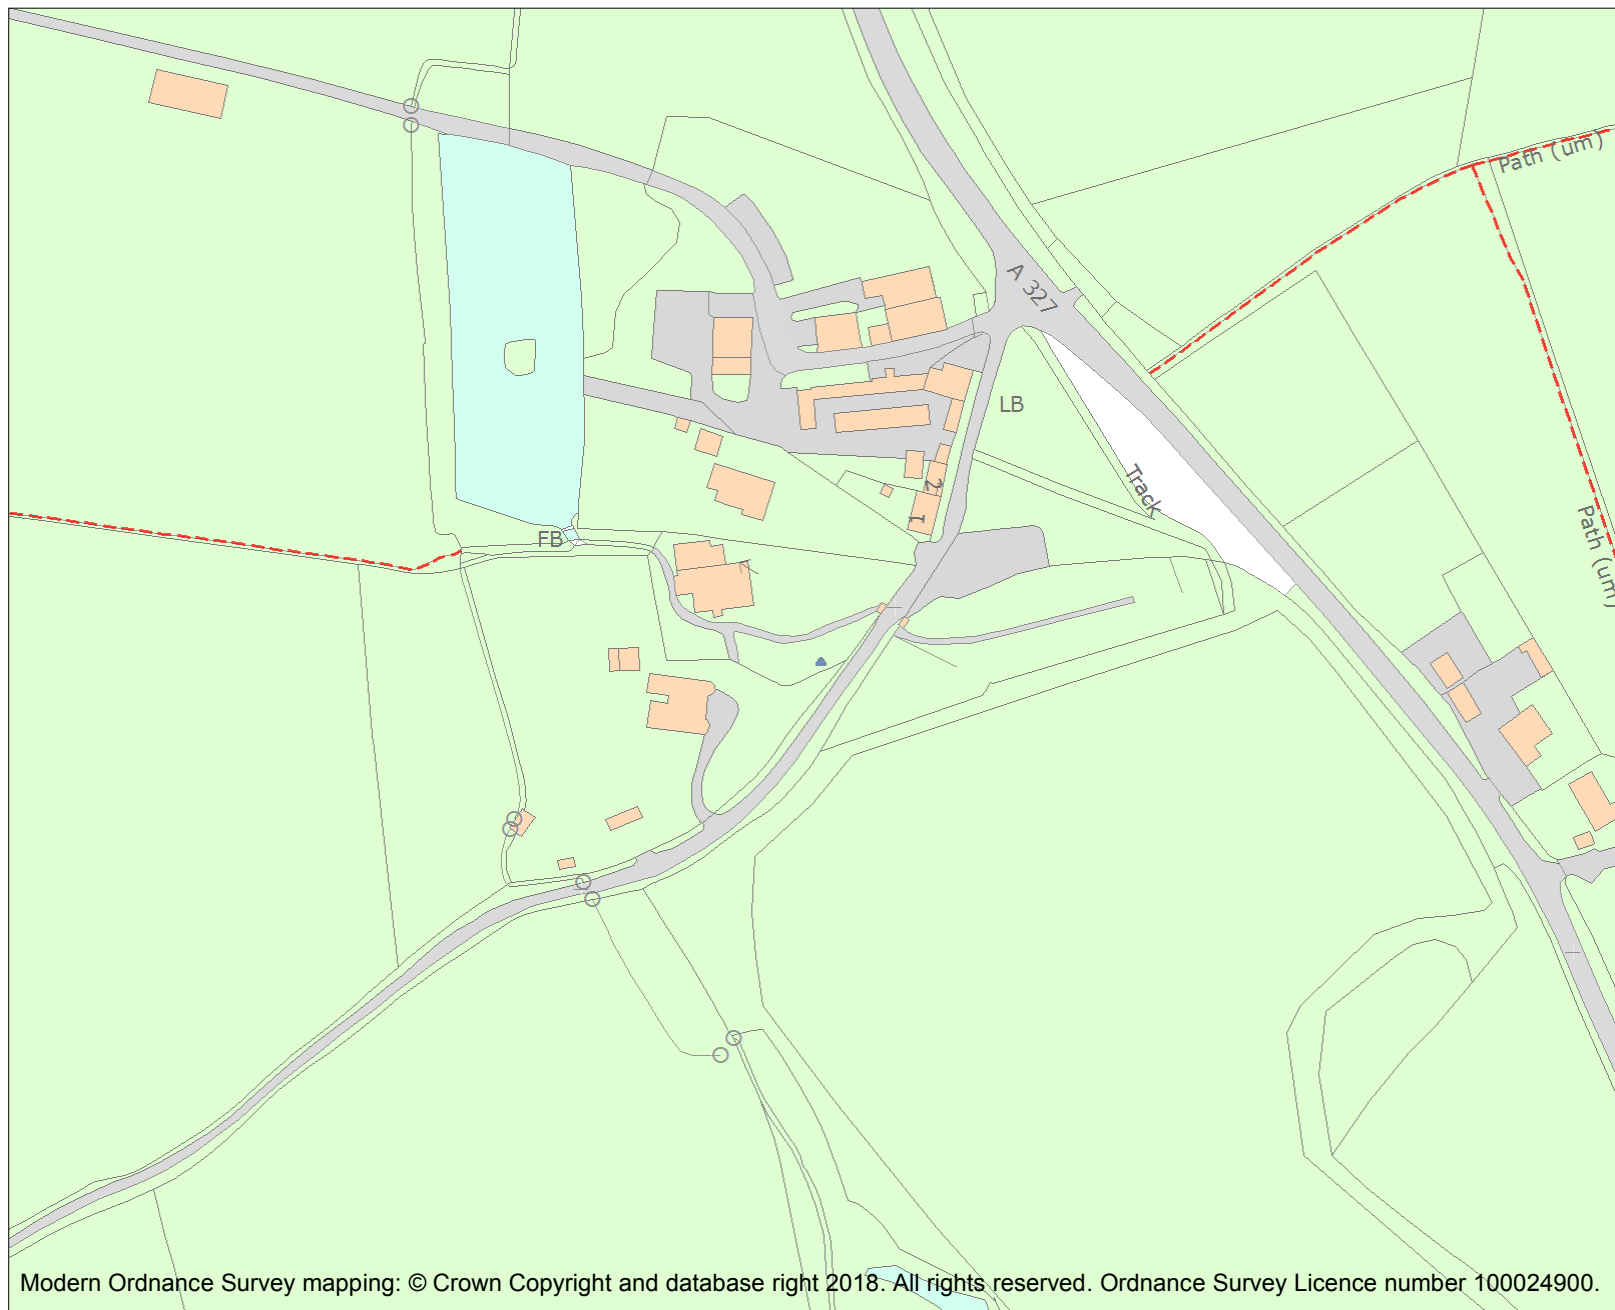 Path (um)
A 327
LB
Track
2
1
Path (um)
FB
Modern Ordnance Survey mapping: © Crown Copyright and database right 2018. All rights reserved. Ordnance Survey Licence number 100024900.